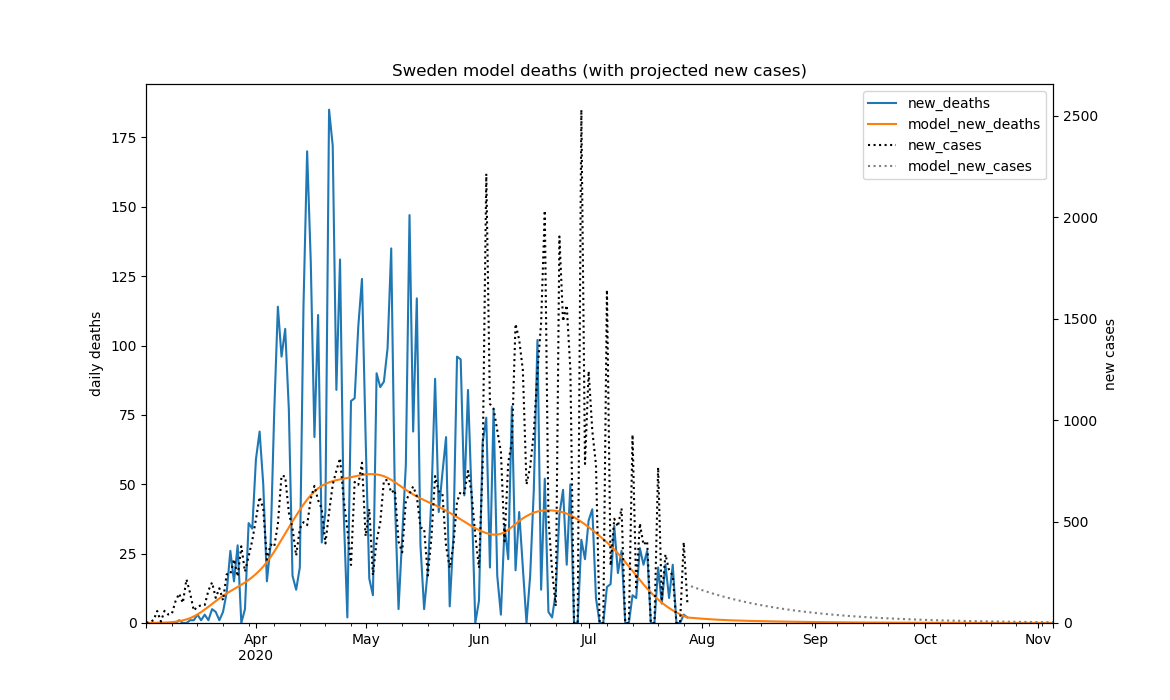 Sweden model deaths (with projected new cases)
new_deaths
model_new_deaths
new_cases
model_new_cases
175
150
125
100
75
50
25
0
daily deaths
2500
2000
1500
1000
500
0
new cases
Apr
2020
May
Jun
Jul
Aug
Sep
Oct
Nov